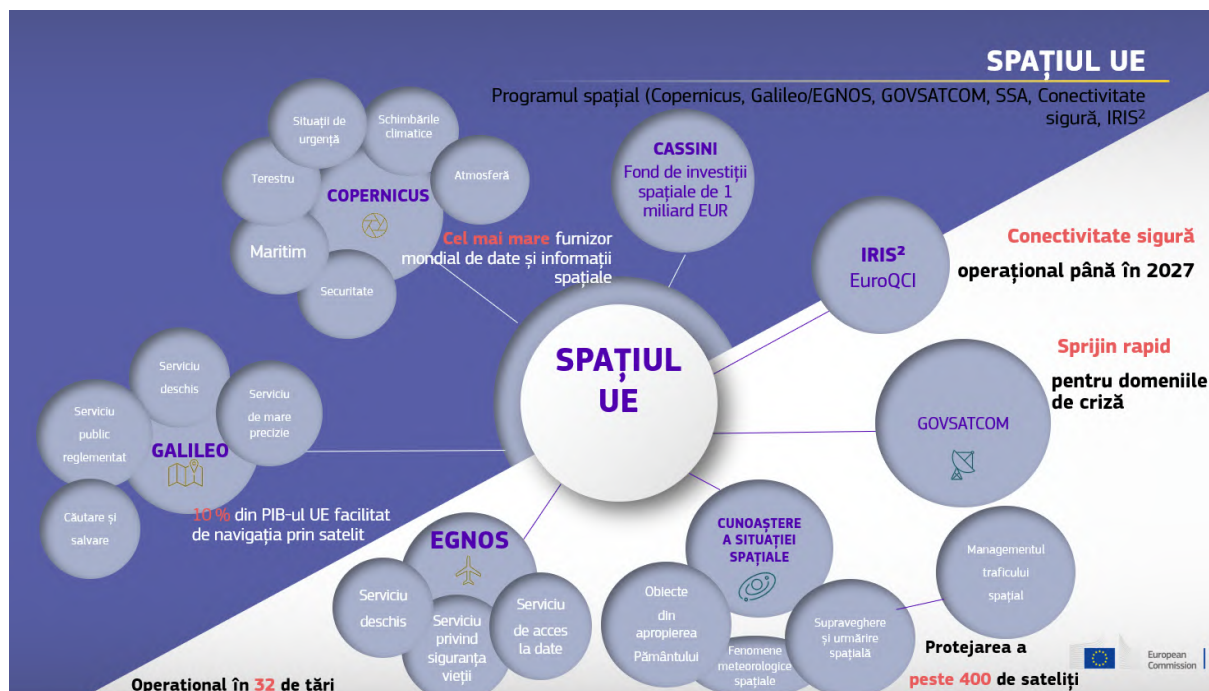 SPAȚIUL UE
Programul spațial (Copernicus, Galileo/EGNOS, GOVSATCOM, SSA, Conectivitate
sigură, IRIS²
Situații de
urgență
Schimbările
climatice
Terestru
COPERNICUS
Atmosferă
Maritim
Securitate
Cel mai mare furnizor
mondial de date și informații
spațiale
CASSINI
Fond de investiții
spațiale de 1
miliard EUR
IRIS²
EuroQCI
Conectivitate sigură
operațional până în 2027
SPAȚIUL
UE
Sprijin rapid
pentru domeniile
de criză
GOVSATCOM
Serviciu
deschis
Serviciu
public
reglementat
Serviciu
de mare
precizie
GALILEO
Căutare și
salvare
10 % din PIB-ul UE facilitat
de navigația prin satelit
EGNOS
Serviciu
deschis
Serviciu
privind
siguranța
vieții
Serviciu
de acces
la date
Operațional în 32 de țări
CUNOAȘTERE
A SITUAȚIEI
SPAȚIALE
Obiecte
din
apropierea
Pământului
Fenomene
meteorologice
spațiale
Supraveghere
și urmărire
spațială
Managementul
traficului
spațial
Protejarea a
peste 400 de sateliți
European
Commission